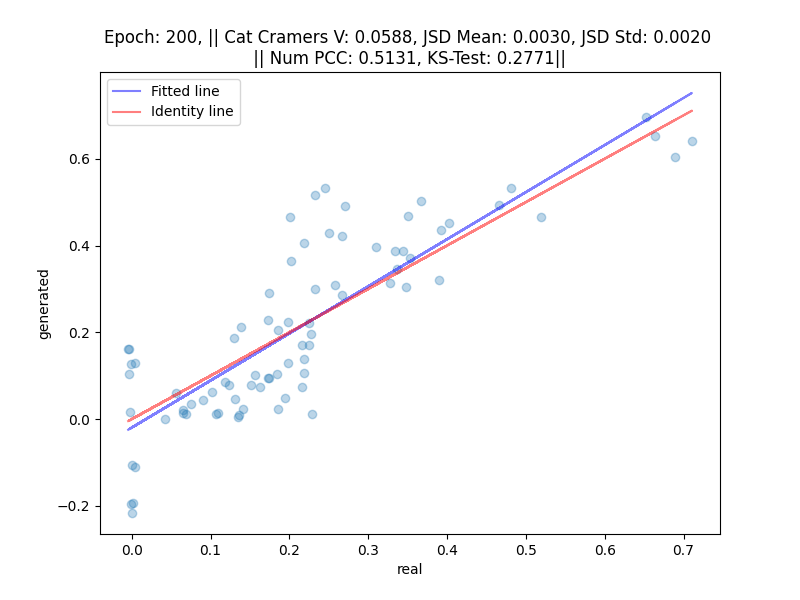 Epoch: 200, || Cat Cramers V: 0.0588, JSD Mean: 0.0030, JSD Std: 0.0020
|| Num PCC: 0.5131, KS-Test: 0.2771||
Fitted line
Identity line
generated
0.6
0.4
0.2
0.0
−0.2
0.0 0.1 0.2 0.3 0.4 0.5 0.6 0.7
real